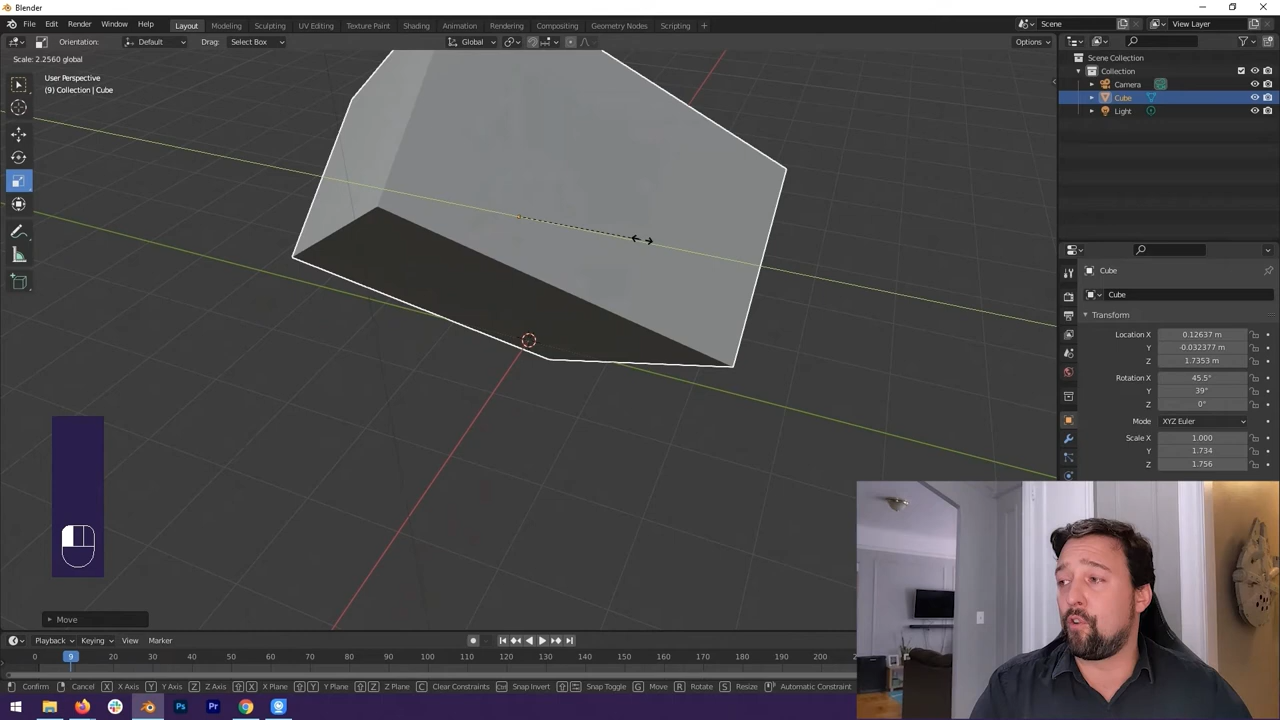 Blender
File Edit Render Window Help Layout Modeling Sculpting UV Editing Texture Paint Shading Animation Rendering Compositing Geometry Nodes Scripting + Scene View Layer
Orientation: Default Drag: Select Box Global Options
Scale: 2.2560 global
User Perspective
(9) Collection | Cube
Scene Collection
Collection
Camera
Cube
Light
Cube
Cube
Transform
Location X 0.12637 m
Y -0.032377 m
Z 1.7353 m
Rotation X 45.5°
Y 39°
Z 0°
Mode XYZ Euler
Scale X 1.000
Y 1.734
Z 1.756
Move
Playback Keying View Marker
0 9 20 30 40 50 60 70 80 90 100 110 120 130 140 150 160 170 180 190 200
Confirm Cancel X X Axis Y Y Axis Z Z Axis X X Plane Y Y Plane Z Z Plane C Clear Constraints Ctrl Snap Invert Snap Toggle G Move R Rotate S Resize Automatic Constraint